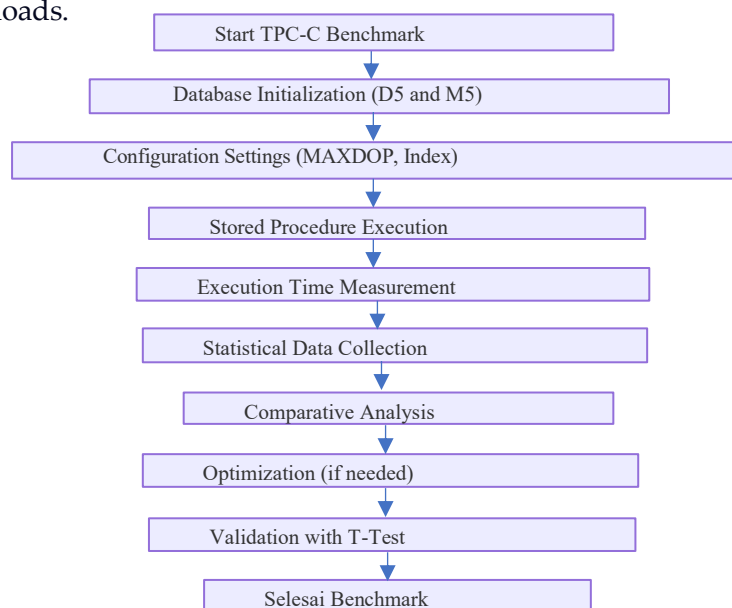 loads.
Start TPC-C Benchmark
Database Initialization (D5 and M5)
Configuration Settings (MAXDOP, Index)
Stored Procedure Execution
Execution Time Measurement
Statistical Data Collection
Comparative Analysis
Optimization (if needed)
Validation with T-Test
Selesai Benchmark